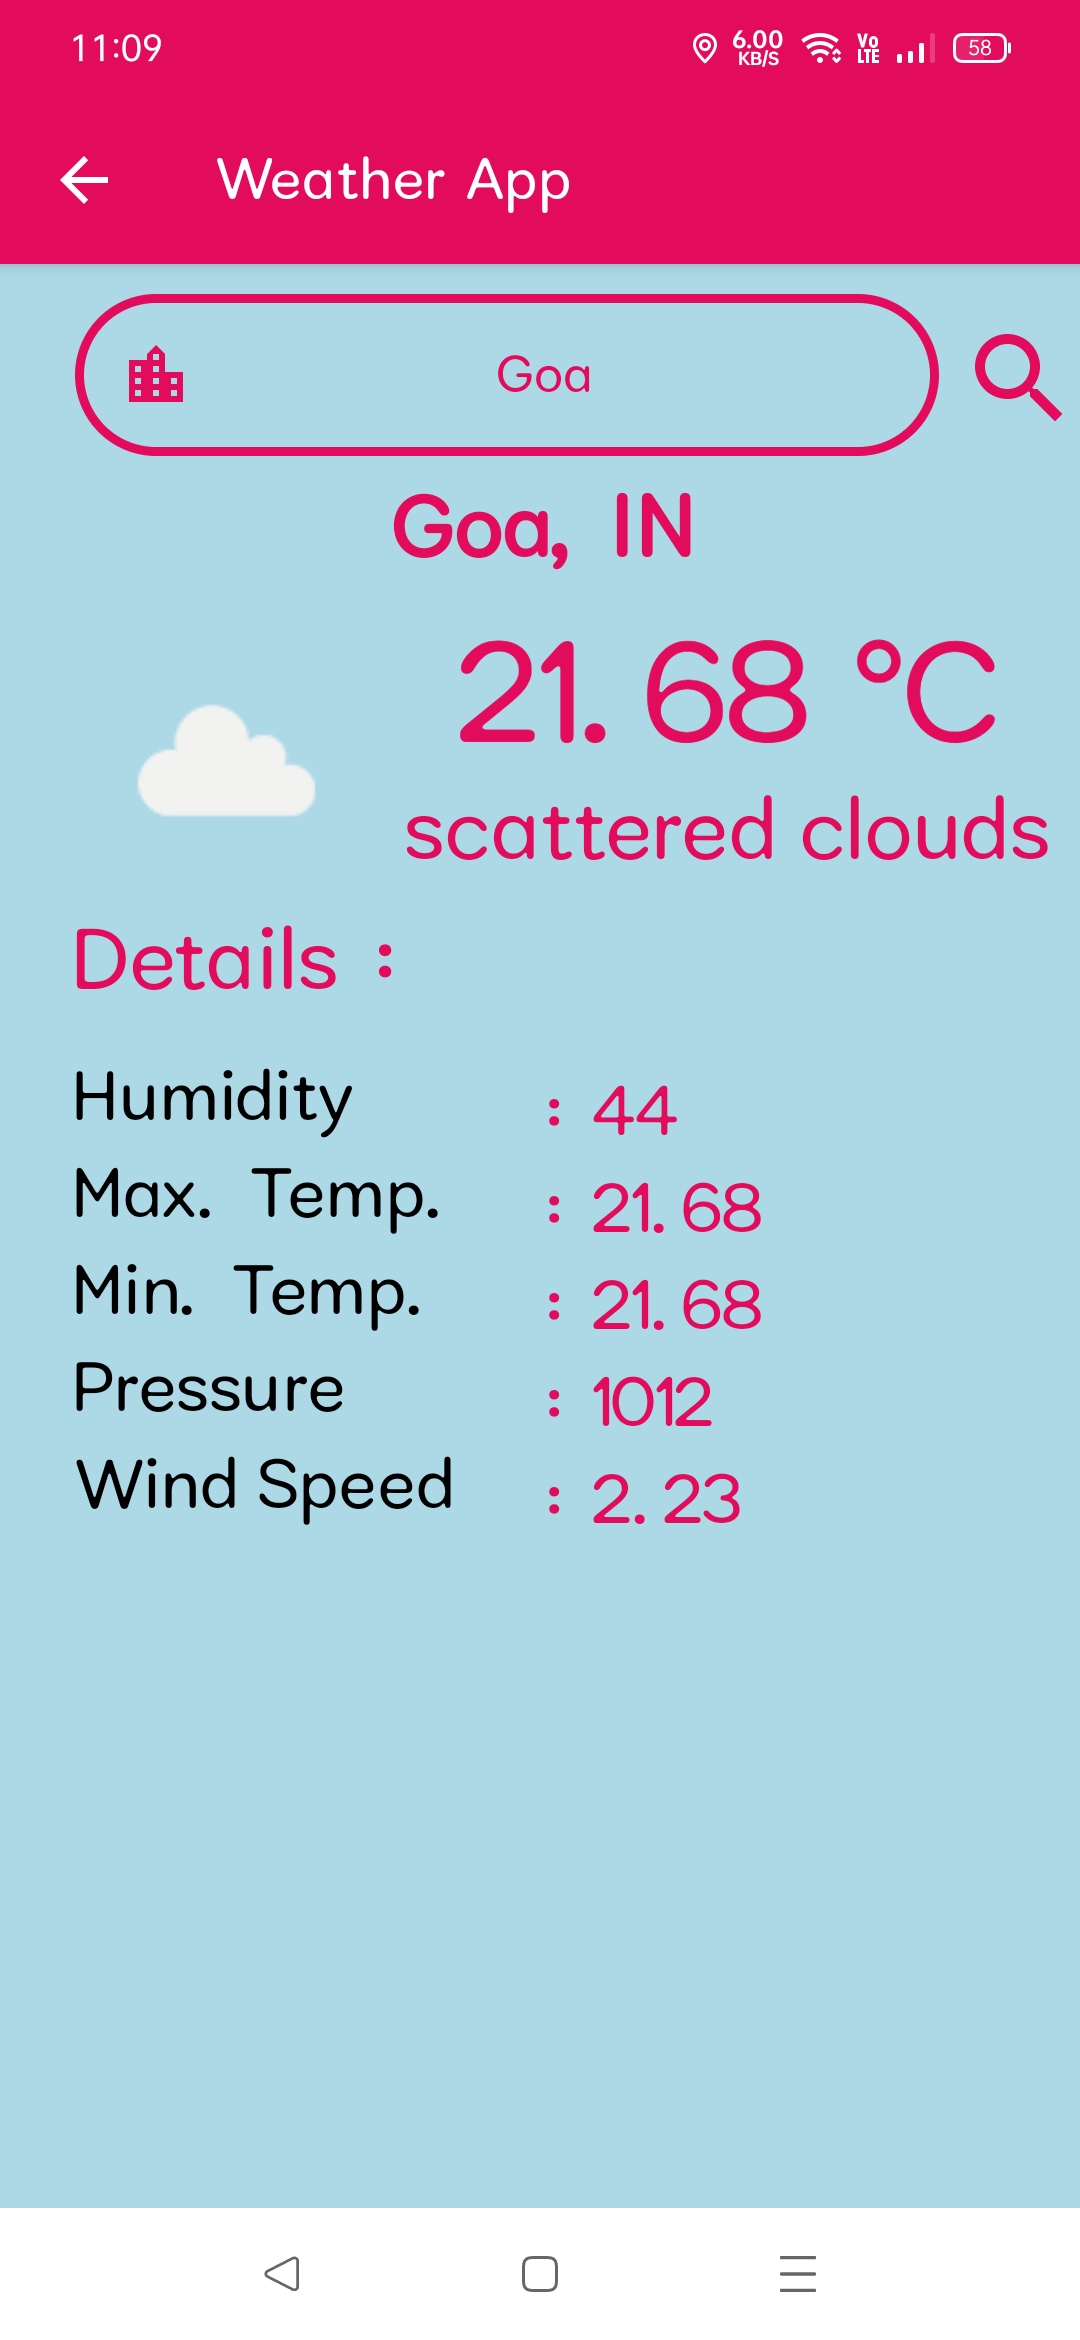 11:09 6.00 KB/S Vo LTE 58
Weather App
Goa
Goa, IN
21.68 °C
scattered clouds
Details :
Humidity : 44
Max. Temp. : 21.68
Min. Temp. : 21.68
Pressure : 1012
Wind Speed : 2.23